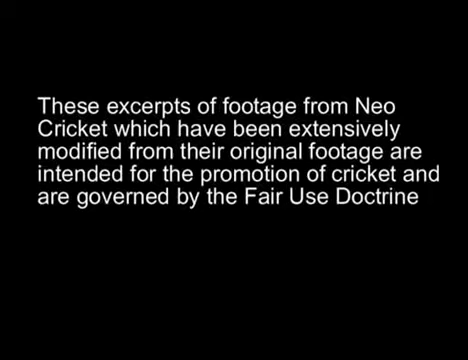 These excerpts of footage from Neo
Cricket which have been extensively
modified from their original footage are
intended for the promotion of cricket and
are governed by the Fair Use Doctrine